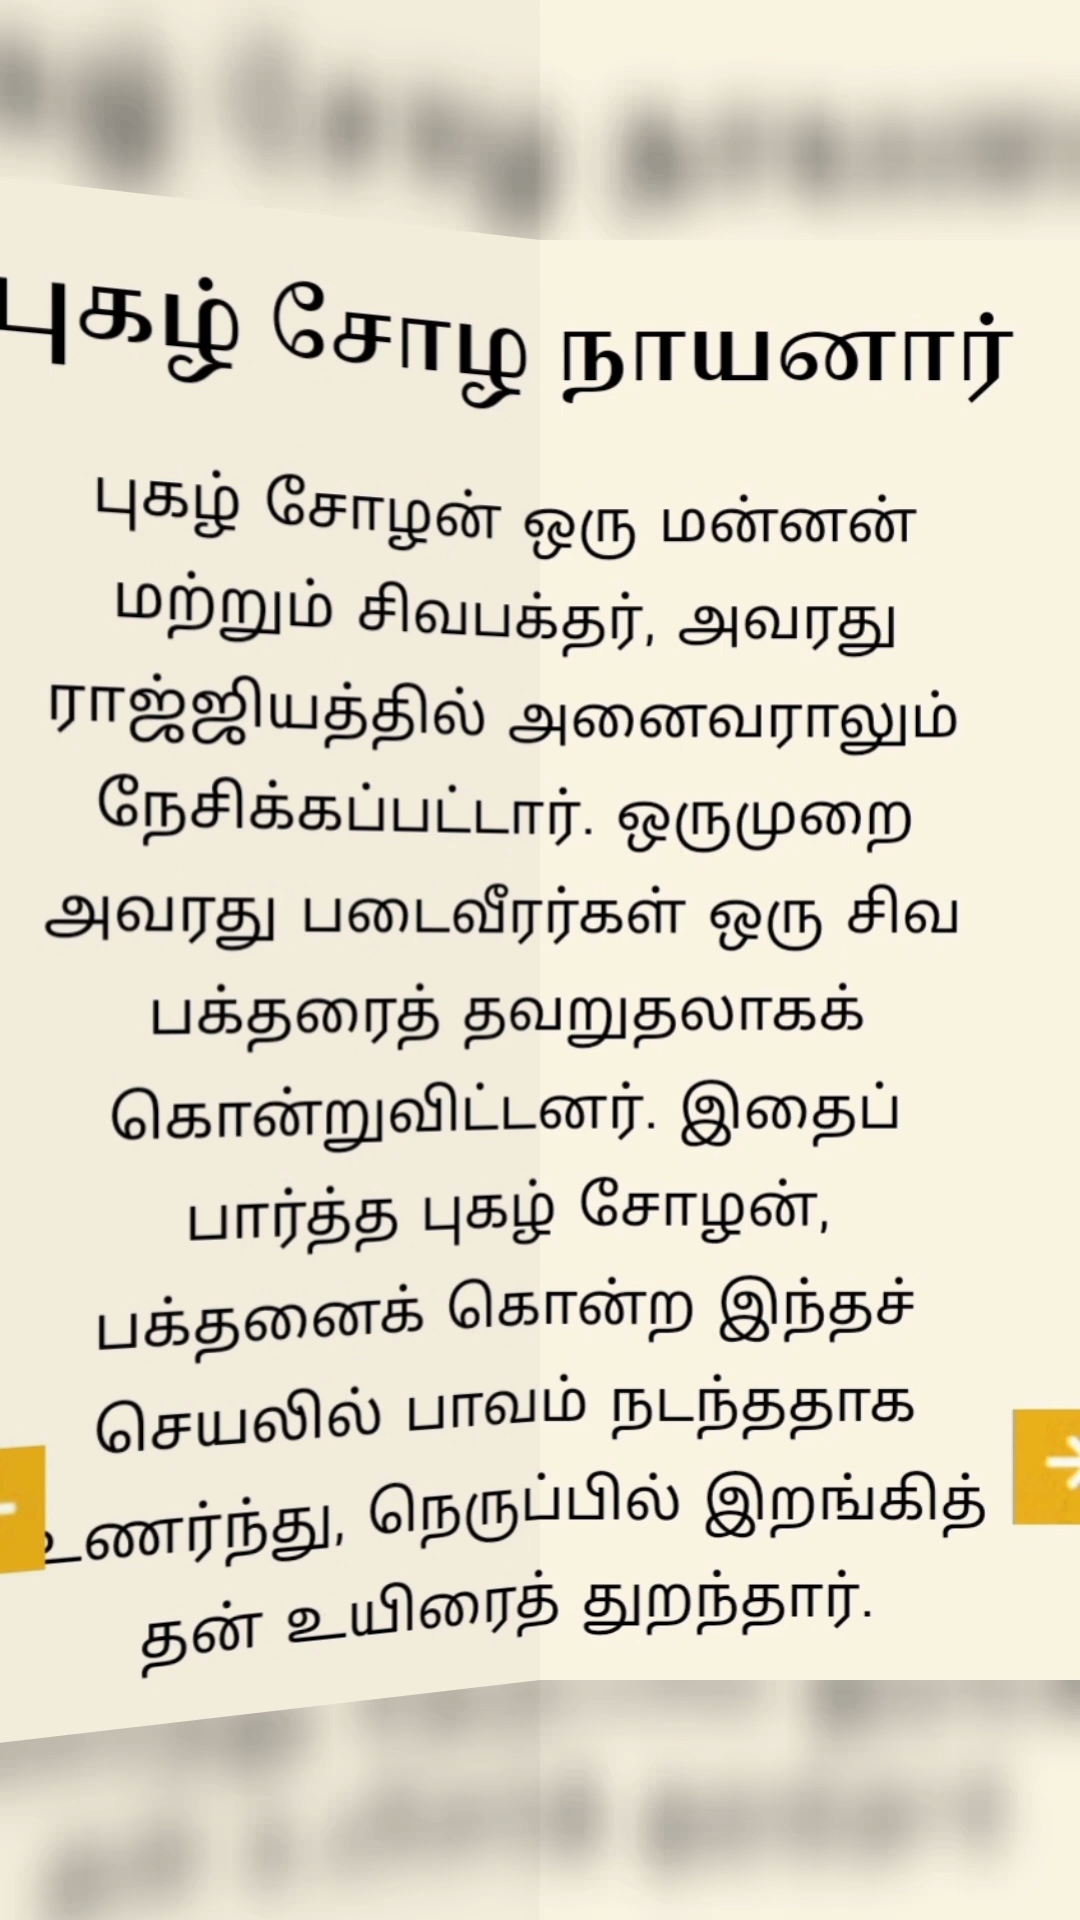 புகழ் சோழ நாயனார்
புகழ் சோழன் ஒரு மன்னன்
மற்றும் சிவபக்தர், அவரது
ராஜ்ஜியத்தில் அனைவராலும்
நேசிக்கப்பட்டார். ஒருமுறை
அவரது படைவீரர்கள் ஒரு சிவ
பக்தரைத் தவறுதலாகக்
கொன்றுவிட்டனர். இதைப்
பார்த்த புகழ் சோழன்,
பக்தனைக் கொன்ற இந்தச்
செயலில் பாவம் நடந்ததாக
உணர்ந்து, நெருப்பில் இறங்கித்
தன் உயிரைத் துறந்தார்.